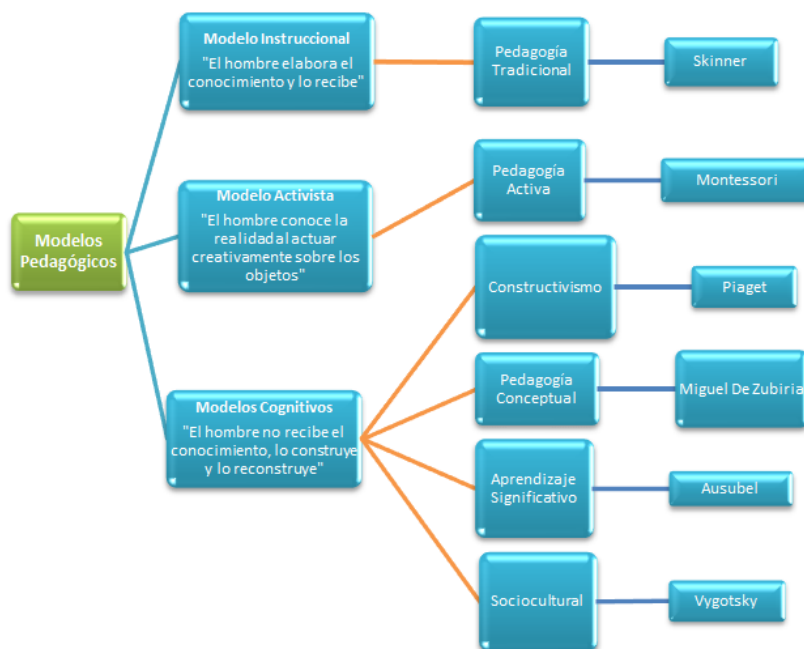 Modelos
Pedagógicos
Modelo Instruccional
"El hombre elabora el
conocimiento y lo recibe"
Pedagogía
Tradicional
Skinner
Modelo Activista
"El hombre conoce la
realidad al actuar
creativamente sobre los
objetos"
Pedagogía
Activa
Montessori
Modelos Cognitivos
"El hombre no recibe el
conocimiento, lo construye
y lo reconstruye"
Constructivismo
Piaget
Pedagogía
Conceptual
Miguel De Zubiria
Aprendizaje
Significativo
Ausubel
Sociocultural
Vygotsky